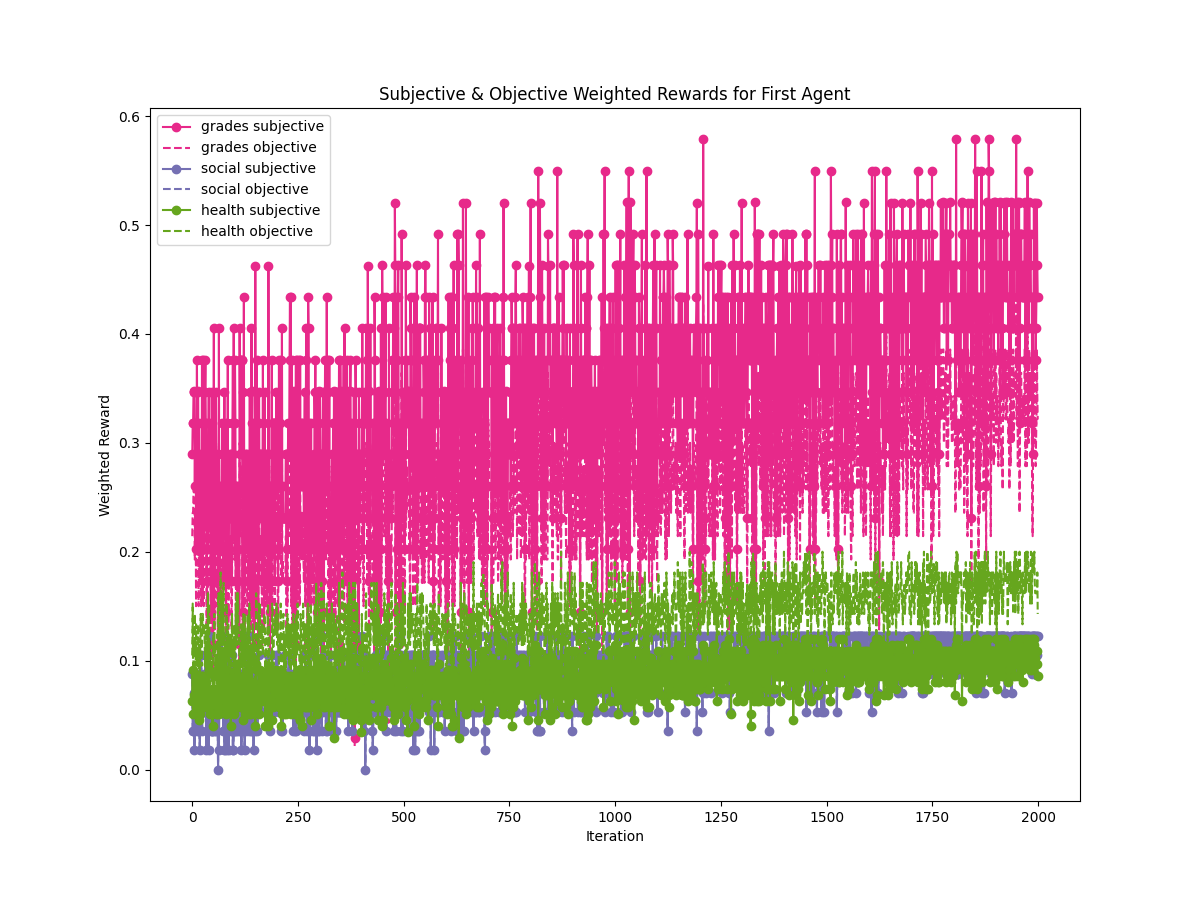 Subjective & Objective Weighted Rewards for First Agent
grades subjective
grades objective
social subjective
social objective
health subjective
health objective
Weighted Reward
0.6
0.5
0.4
0.3
0.2
0.1
0.0
0 250 500 750 1000 1250 1500 1750 2000
Iteration